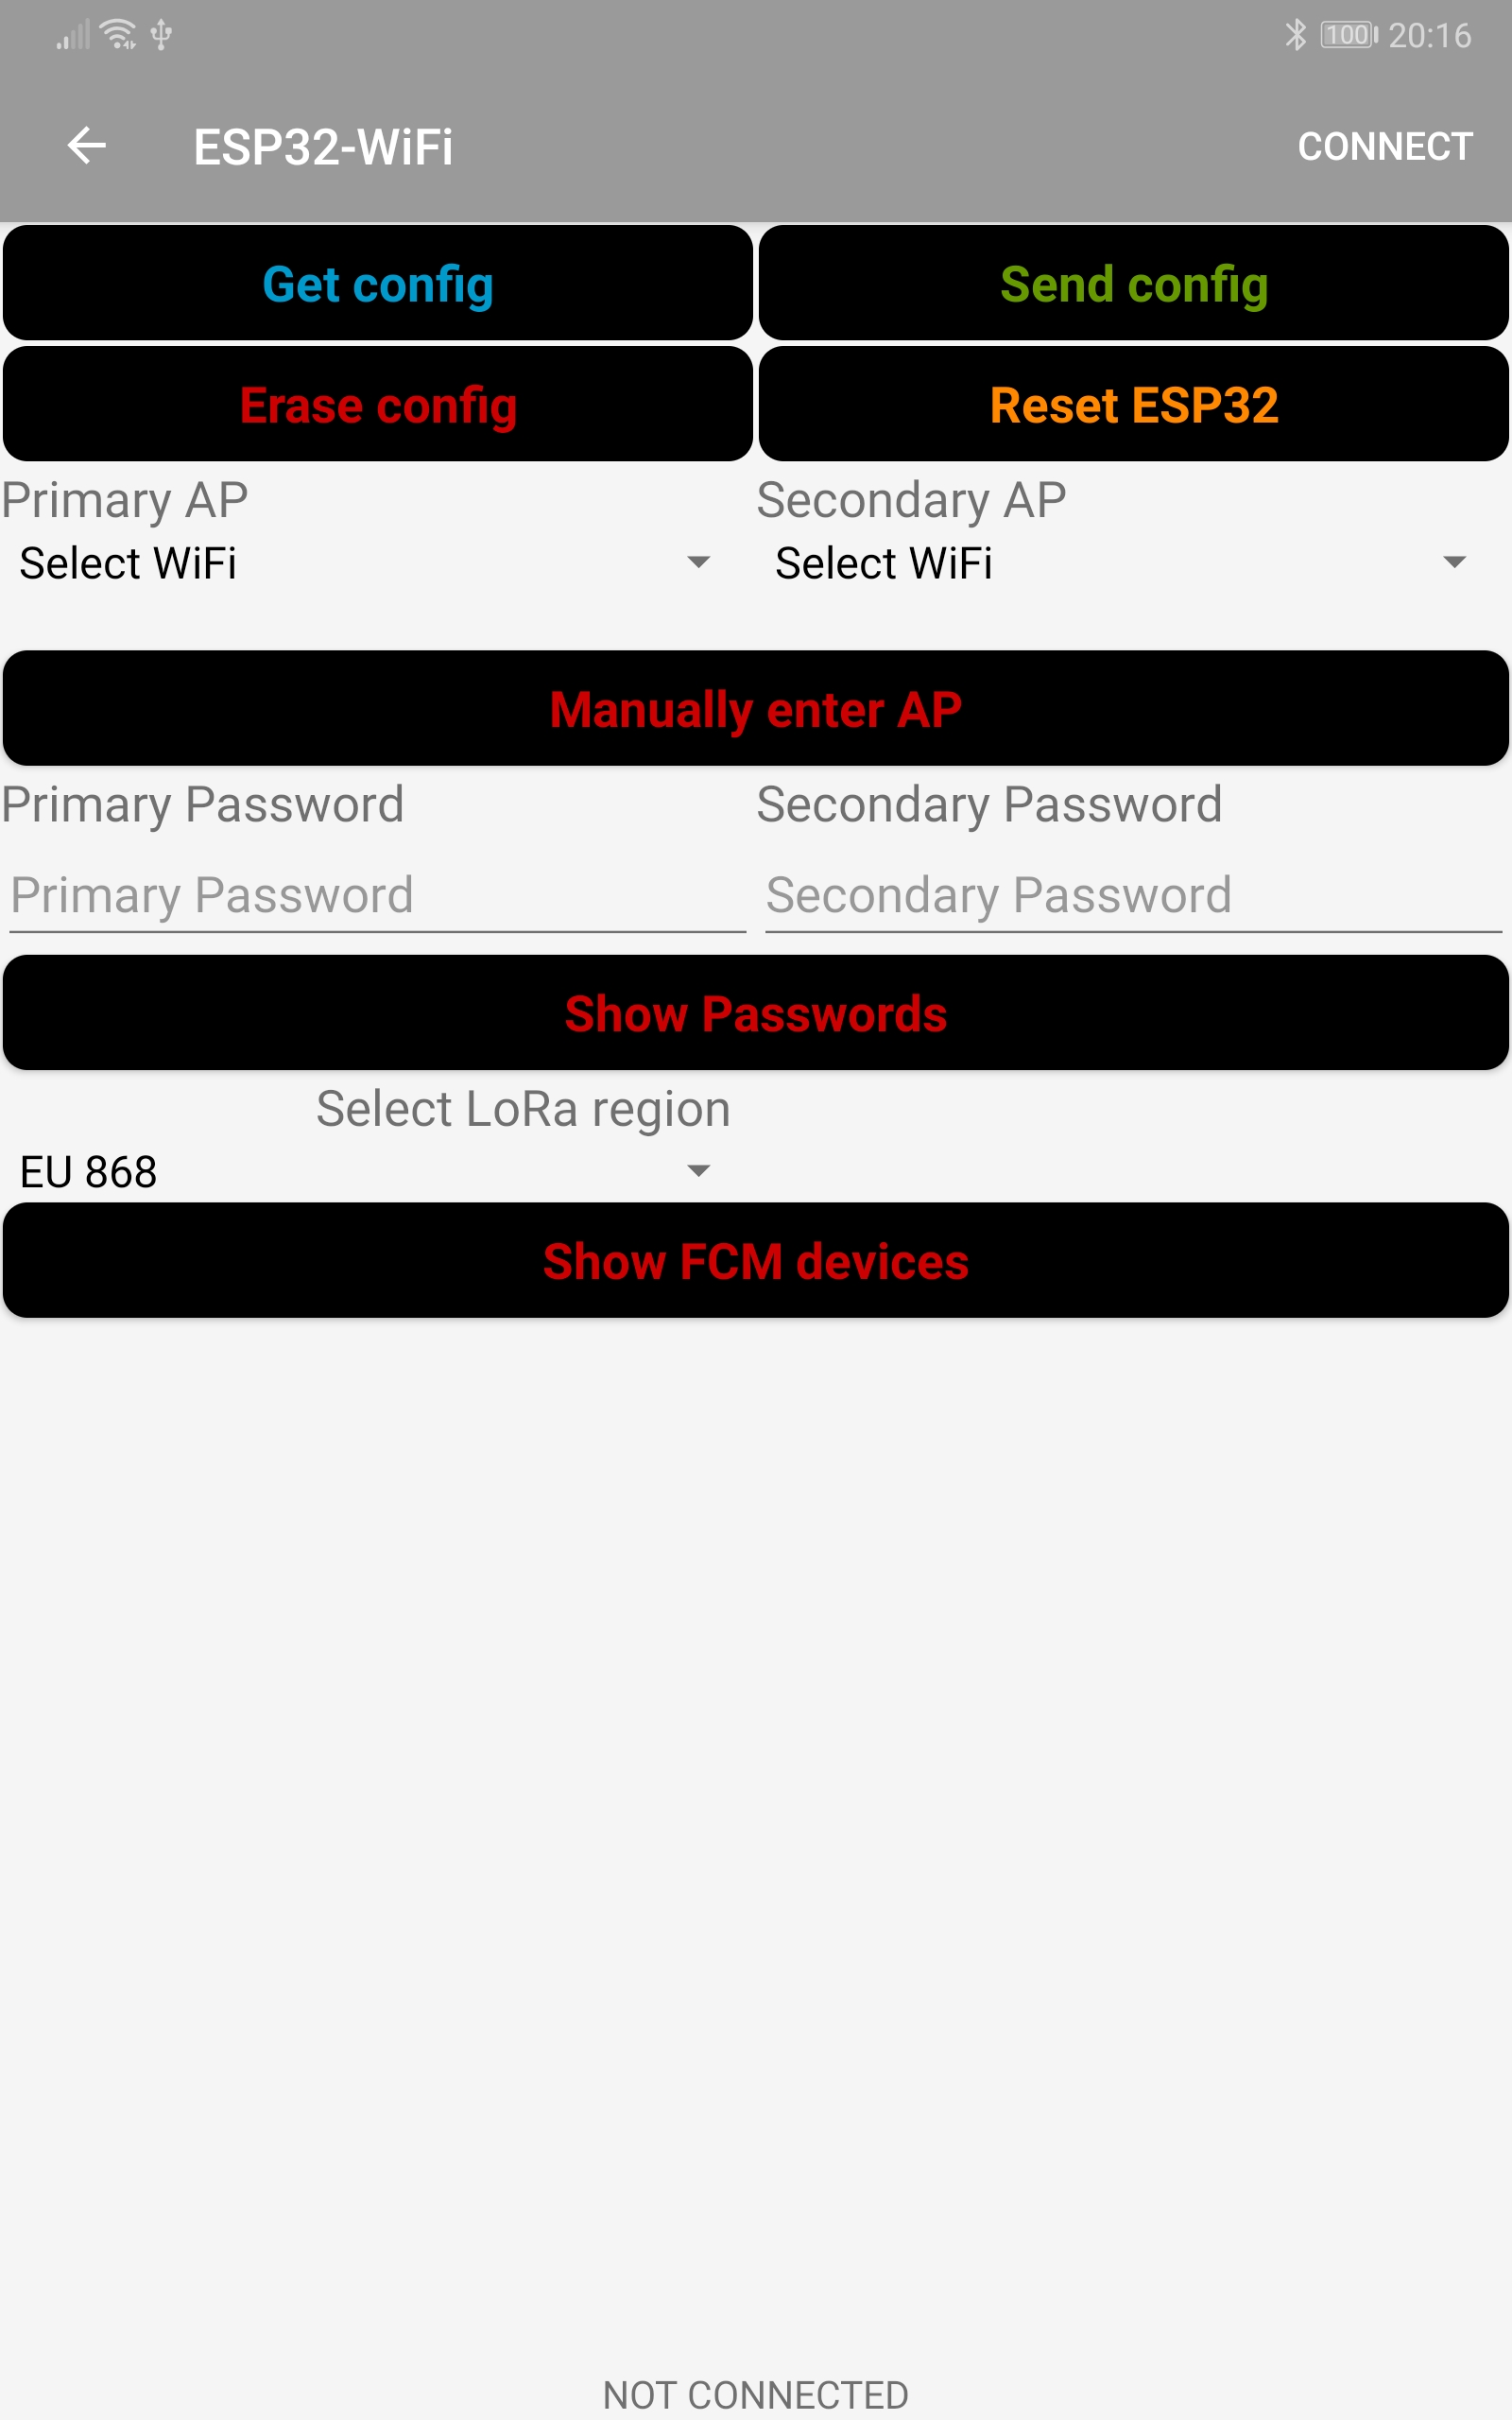 100 20:16
ESP32-WiFi CONNECT
Get config Send config
Erase config Reset ESP32
Primary AP Secondary AP
Select WiFi Select WiFi
Manually enter AP
Primary Password Secondary Password
Primary Password Secondary Password
Show Passwords
Select LoRa region
EU 868
Show FCM devices
NOT CONNECTED